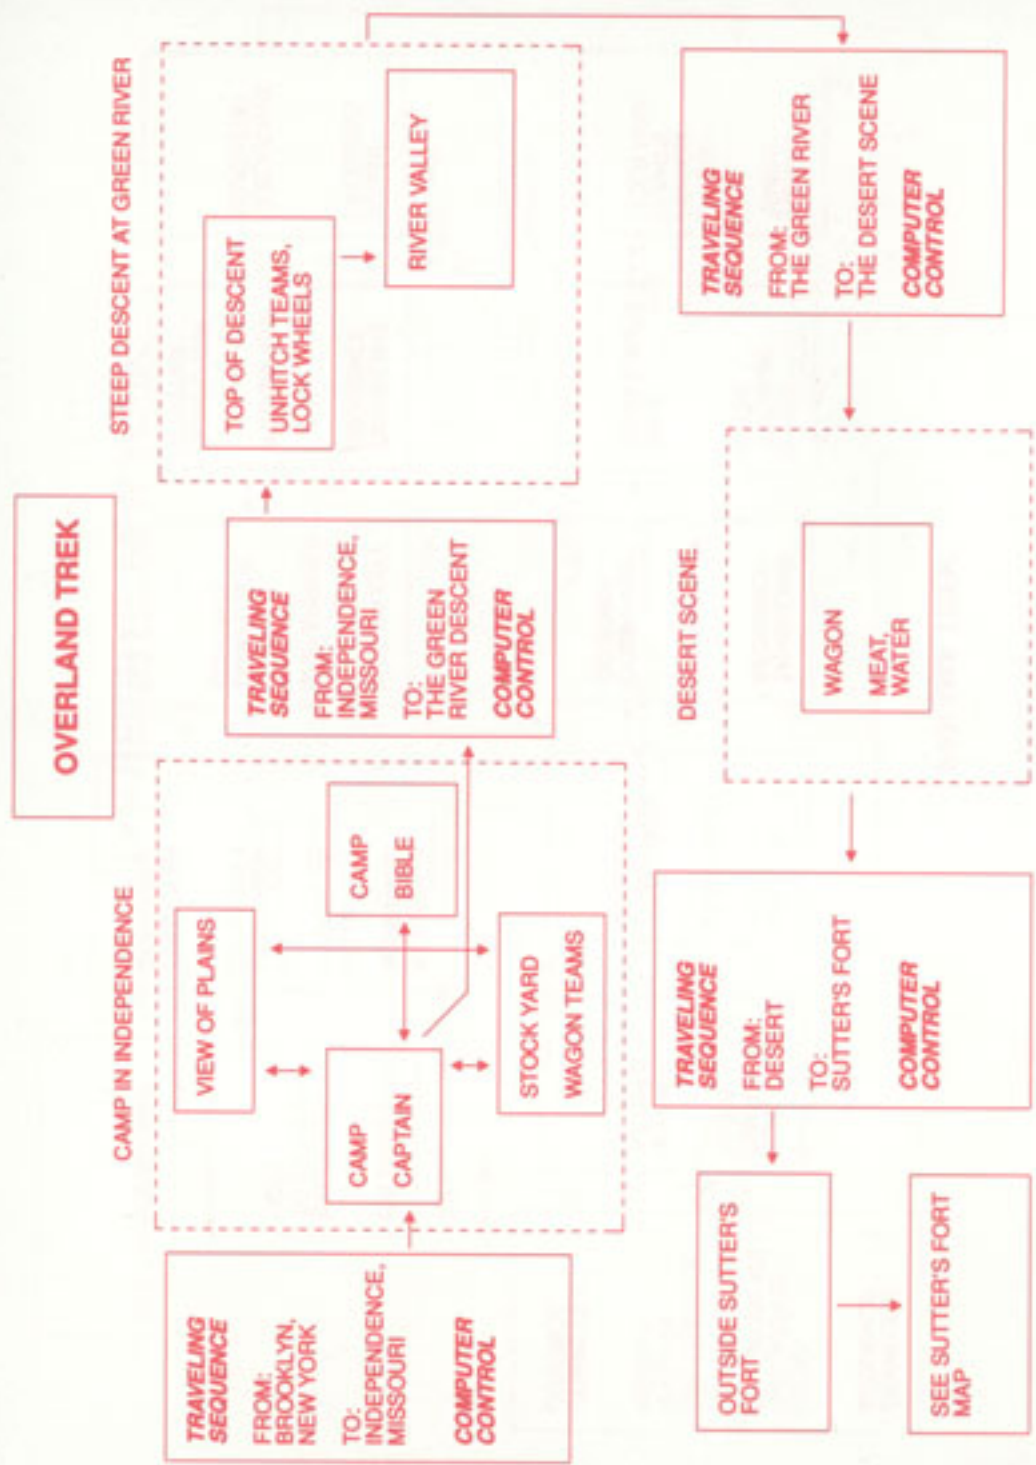 OVERLAND TREK
CAMP IN INDEPENDENCE
STEEP DESCENT AT GREEN RIVER
TRAVELING
SEQUENCE
FROM:
BROOKLYN,
NEW YORK
TO:
INDEPENDENCE,
MISSOURI
COMPUTER
CONTROL
VIEW OF PLAINS
CAMP
CAPTAIN
CAMP
BIBLE
STOCK YARD
WAGON TEAMS
TRAVELING
SEQUENCE
FROM:
INDEPENDENCE,
MISSOURI
TO:
THE GREEN
RIVER DESCENT
COMPUTER
CONTROL
TOP OF DESCENT
UNHITCH TEAMS,
LOCK WHEELS
RIVER VALLEY
TRAVELING
SEQUENCE
FROM:
THE GREEN RIVER
TO:
THE DESERT SCENE
COMPUTER
CONTROL
DESERT SCENE
WAGON
MEAT,
WATER
TRAVELING
SEQUENCE
FROM:
DESERT
TO:
SUTTER'S FORT
COMPUTER
CONTROL
OUTSIDE SUTTER'S
FORT
SEE SUTTER'S FORT
MAP